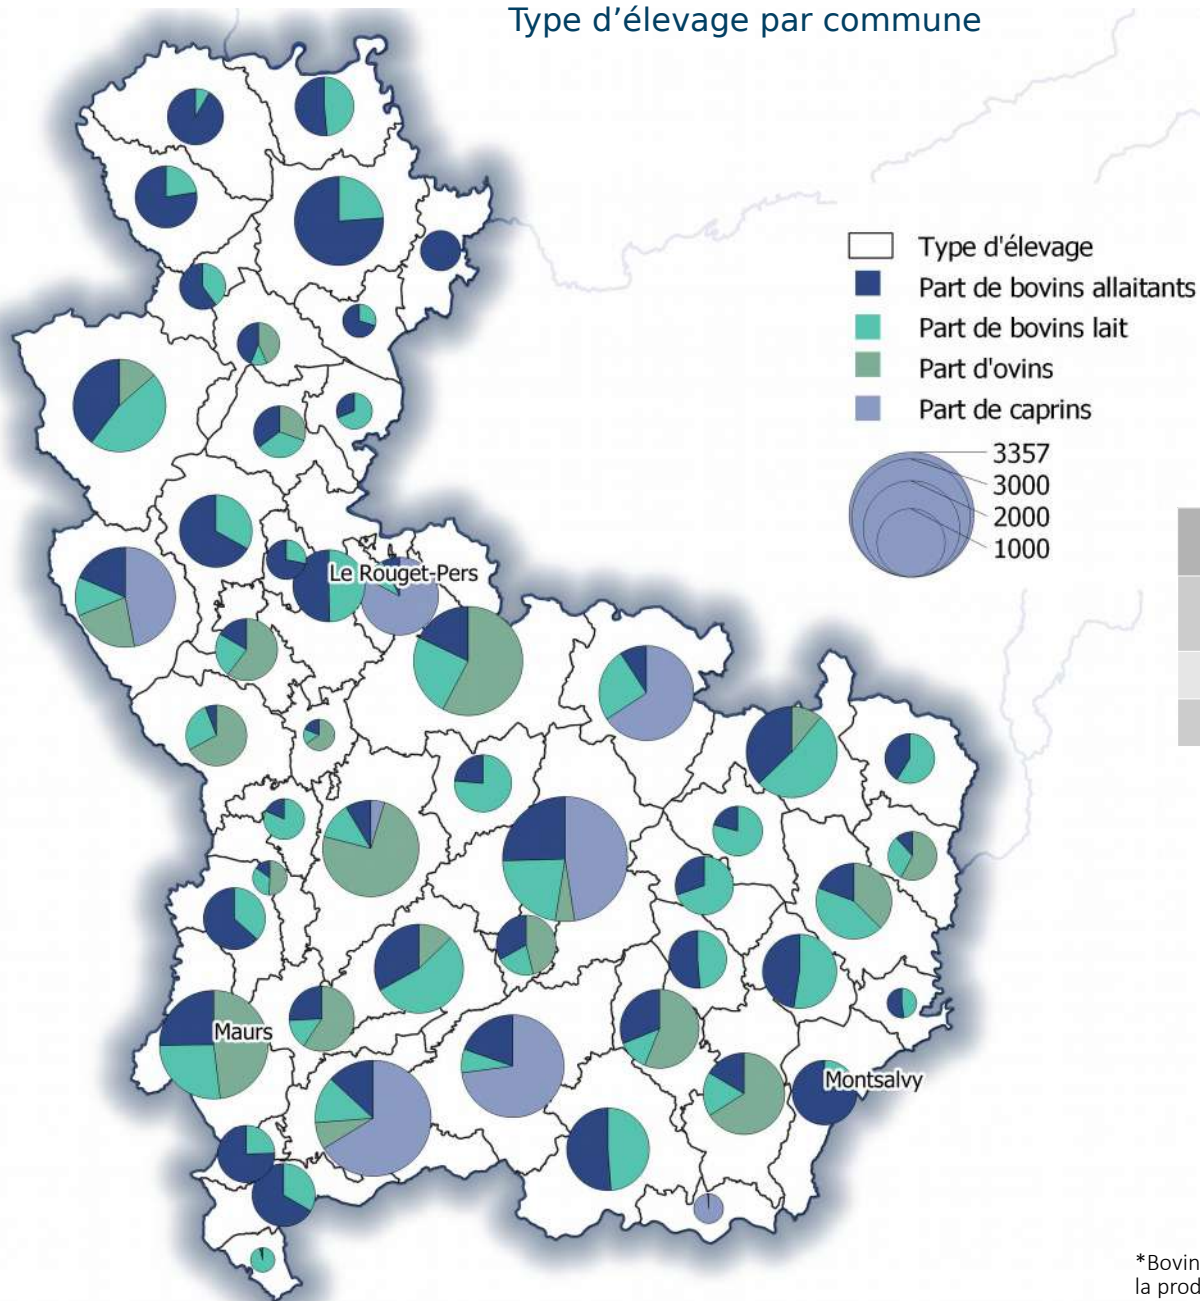 Type d’élevage par commune
Type d'élevage
Part de bovins allaitants
Part de bovins lait
Part d'ovins
Part de caprins
3357
3000
2000
1000
Le Rouget-Pers
Maurs
Montsalvy
*Bovin
la prod